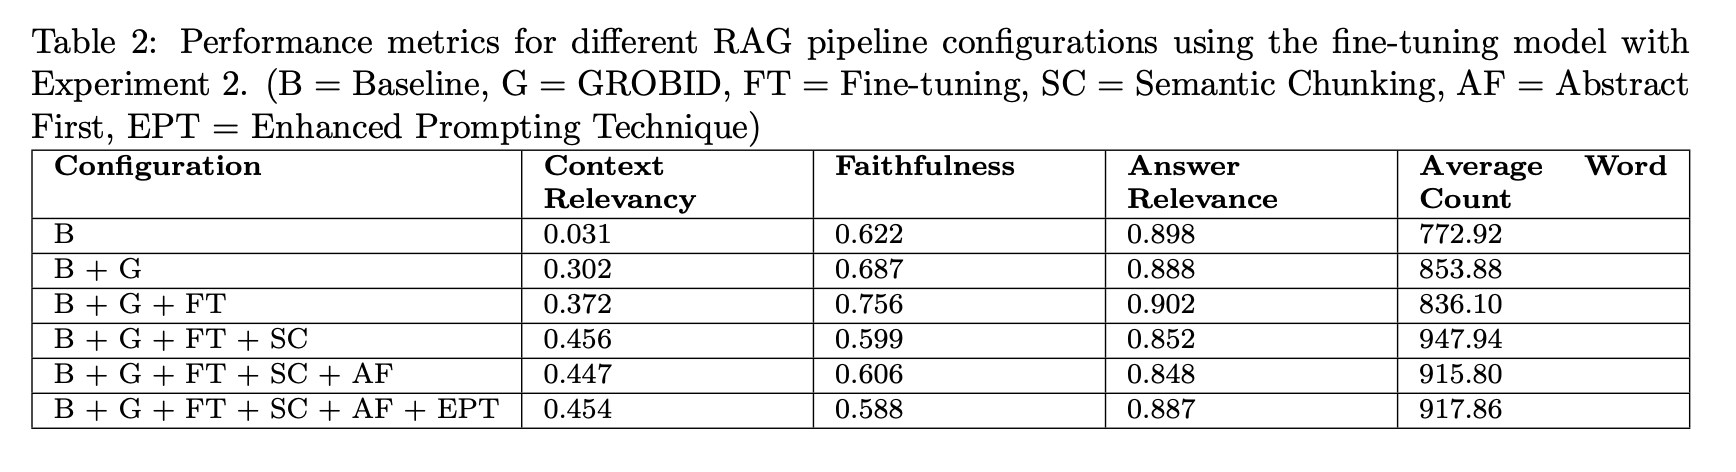 Table 2: Performance metrics for different RAG pipeline configurations using the fine-tuning model with
Experiment 2. (B = Baseline, G = GROBID, FT = Fine-tuning, SC = Semantic Chunking, AF = Abstract
First, EPT = Enhanced Prompting Technique)
Configuration Context Relevancy Faithfulness Answer Relevance Average Word Count
B 0.031 0.622 0.898 772.92
B + G 0.302 0.687 0.888 853.88
B + G + FT 0.372 0.756 0.902 836.10
B + G + FT + SC 0.456 0.599 0.852 947.94
B + G + FT + SC + AF 0.447 0.606 0.848 915.80
B + G + FT + SC + AF + EPT 0.454 0.588 0.887 917.86